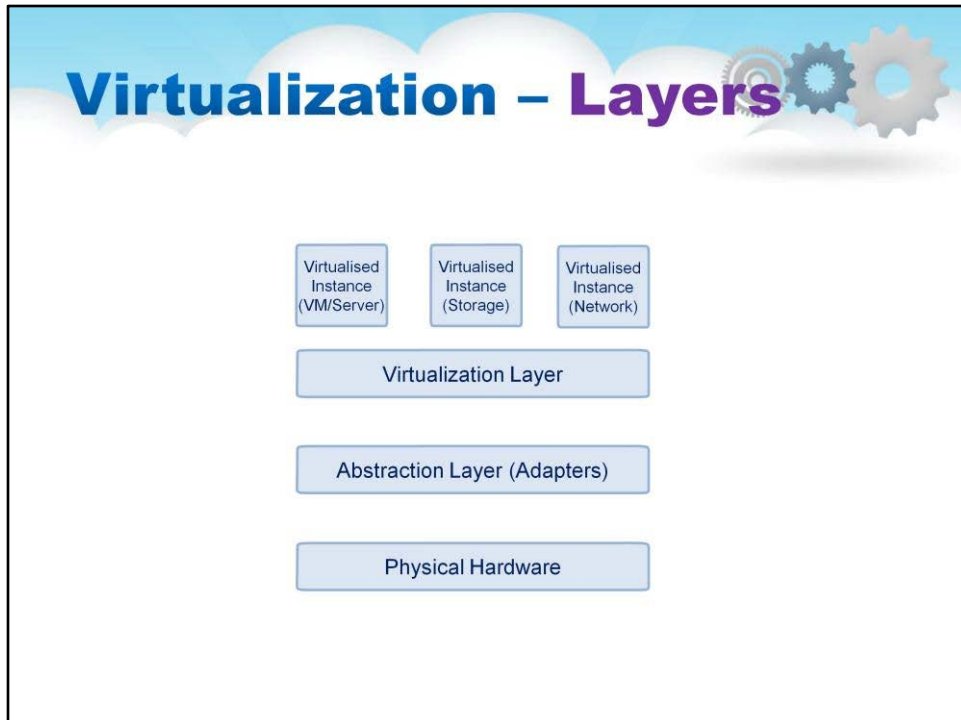 Virtualization – Layers
Virtualised
Instance
(VM/Server)
Virtualised
Instance
(Storage)
Virtualised
Instance
(Network)
Virtualization Layer
Abstraction Layer (Adapters)
Physical Hardware